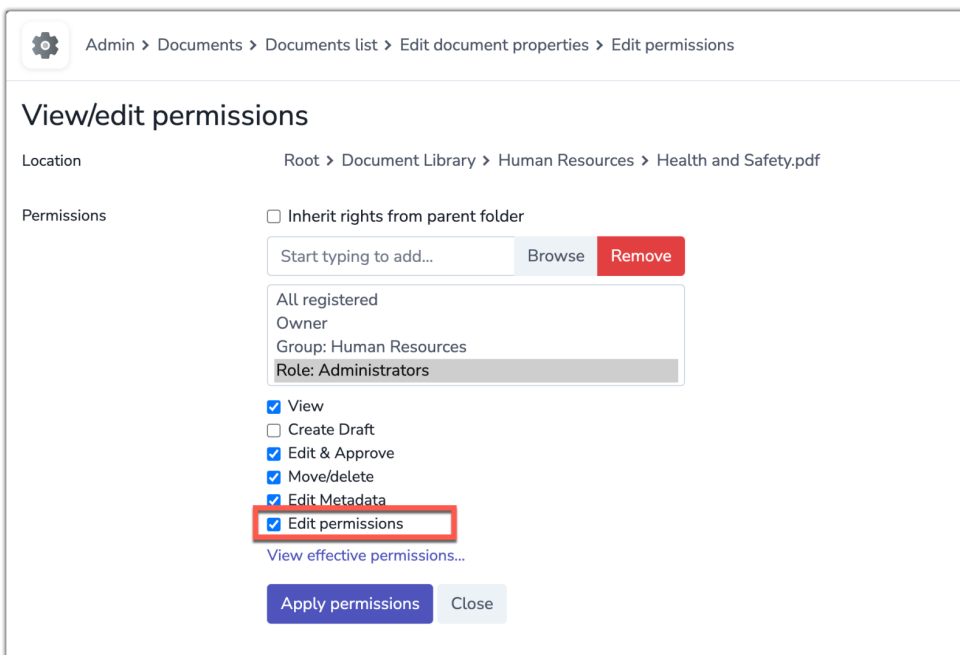 Admin > Documents > Documents list > Edit document properties > Edit permissions
View/edit permissions
Location Root > Document Library > Human Resources > Health and Safety.pdf
Permissions Inherit rights from parent folder
Start typing to add... Browse Remove
All registered
Owner
Group: Human Resources
Role: Administrators
View
Create Draft
Edit & Approve
Move/delete
Edit Metadata
Edit permissions
View effective permissions...
Apply permissions Close